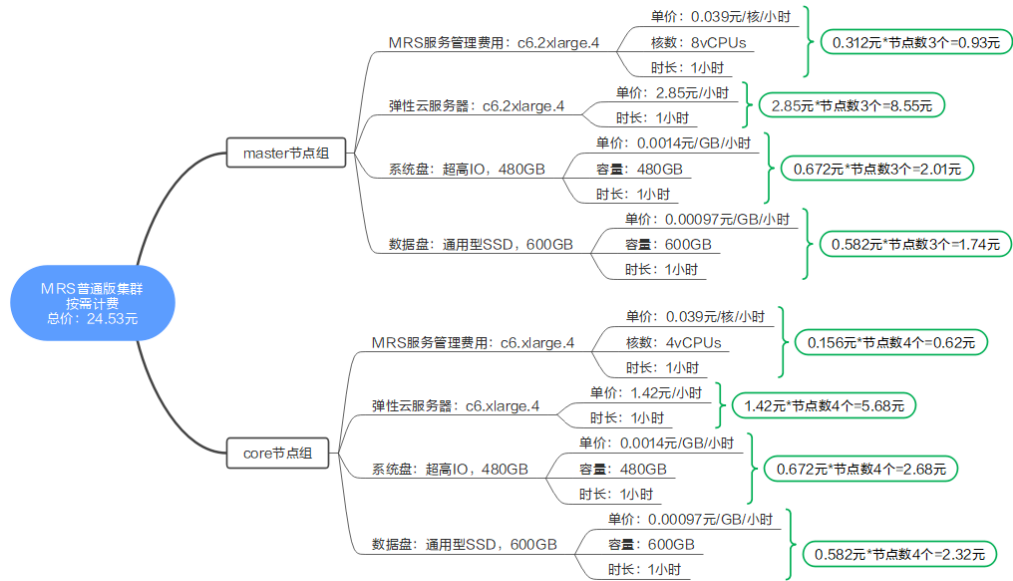 MRS普通版集群
按需计费
总价：24.53元
master节点组
MRS服务管理费用：c6.2xlarge.4
单价：0.039元/核/小时
核数：8vCPUs
时长：1小时
0.312元*节点数3个=0.93元
弹性云服务器：c6.2xlarge.4
单价：2.85元/小时
时长：1小时
2.85元*节点数3个=8.55元
系统盘：超高IO，480GB
单价：0.0014元/GB/小时
容量：480GB
时长：1小时
0.672元*节点数3个=2.01元
数据盘：通用型SSD，600GB
单价：0.00097元/GB/小时
容量：600GB
时长：1小时
0.582元*节点数3个=1.74元
core节点组
MRS服务管理费用：c6.xlarge.4
单价：0.039元/核/小时
核数：4vCPUs
时长：1小时
0.156元*节点数4个=0.62元
弹性云服务器：c6.xlarge.4
单价：1.42元/小时
时长：1小时
1.42元*节点数4个=5.68元
系统盘：超高IO，480GB
单价：0.0014元/GB/小时
容量：480GB
时长：1小时
0.672元*节点数4个=2.68元
数据盘：通用型SSD，600GB
单价：0.00097元/GB/小时
容量：600GB
时长：1小时
0.582元*节点数4个=2.32元